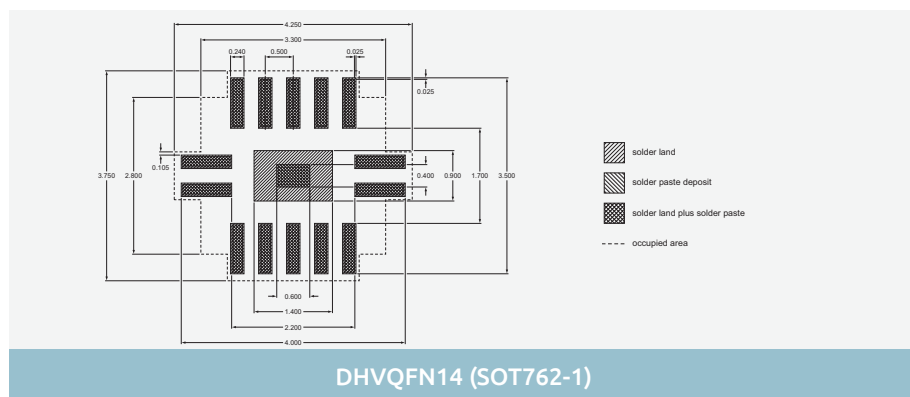 4.250
3.300
0.240 0.500 0.025
0.025
0.105
3.750 2.800 0.400 0.900 1.700 3.500
0.600
1.400
2.200
4.000
solder land
solder paste deposit
solder land plus solder paste
occupied area
DHVQFN14 (SOT762-1)